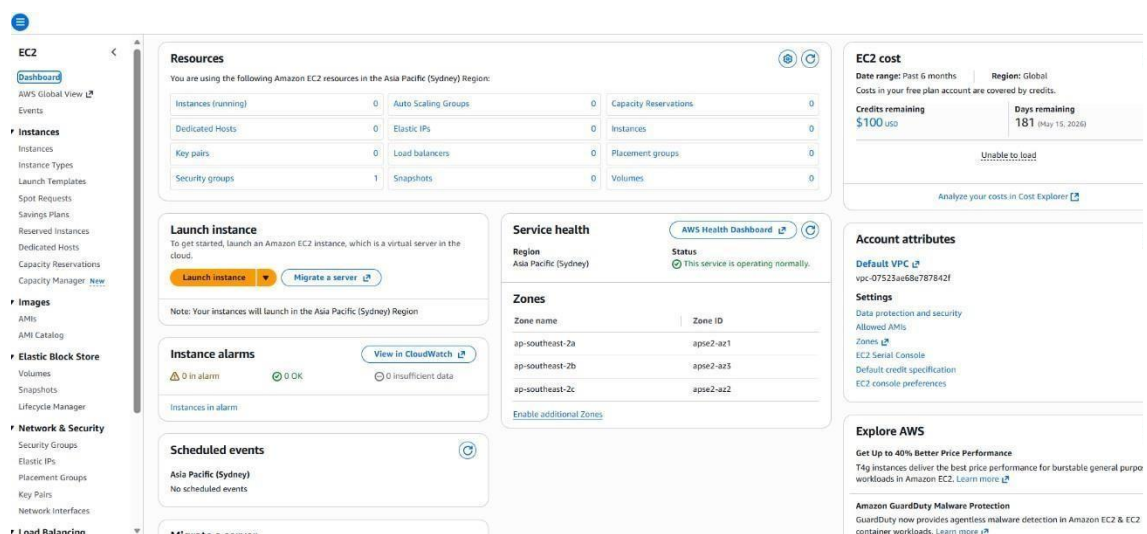 EC2
Dashboard
AWS Global View
Events
Instances
Instances
Instance Types
Launch Templates
Spot Requests
Savings Plans
Reserved Instances
Dedicated Hosts
Capacity Reservations
Capacity Manager New
Images
AMIs
AMI Catalog
Elastic Block Store
Volumes
Snapshots
Lifecycle Manager
Network & Security
Security Groups
Elastic IPs
Placement Groups
Key Pairs
Network Interfaces
Load Balancing
Resources
You are using the following Amazon EC2 resources in the Asia Pacific (Sydney) Region:
Instances (running) 0 Auto Scaling Groups 0 Capacity Reservations 0
Dedicated Hosts 0 Elastic IPs 0 Instances 0
Key pairs 0 Load balancers 0 Placement groups 0
Security groups 1 Snapshots 0 Volumes 0
Launch instance
To get started, launch an Amazon EC2 instance, which is a virtual server in the
cloud.
Launch instance Migrate a server
Note: Your instances will launch in the Asia Pacific (Sydney) Region
Instance alarms View in CloudWatch
0 in alarm 0 OK 0 insufficient data
Instances in alarm
Scheduled events
Asia Pacific (Sydney)
No scheduled events
Migrate a server
Service health AWS Health Dashboard
Region Status
Asia Pacific (Sydney) This service is operating normally.
Zones
Zone name Zone ID
ap-southeast-2a apse2-az1
ap-southeast-2b apse2-az3
ap-southeast-2c apse2-az2
Enable additional Zones
EC2 cost
Date range: Past 6 months Region: Global
Costs in your free plan account are covered by credits.
Credits remaining Days remaining
$100 USD 181 (May 15, 2026)
Unable to load
Analyze your costs in Cost Explorer
Account attributes
Default VPC
vpc-07523ae68e787842f
Settings
Data protection and security
Allowed AMIs
Zones
EC2 Serial Console
Default credit specification
EC2 console preferences
Explore AWS
Get Up to 40% Better Price Performance
T4g instances deliver the best price performance for burstable general purpo
workloads in Amazon EC2. Learn more
Amazon GuardDuty Malware Protection
GuardDuty now provides agentless malware detection in Amazon EC2 & EC2
container workloads. Learn more